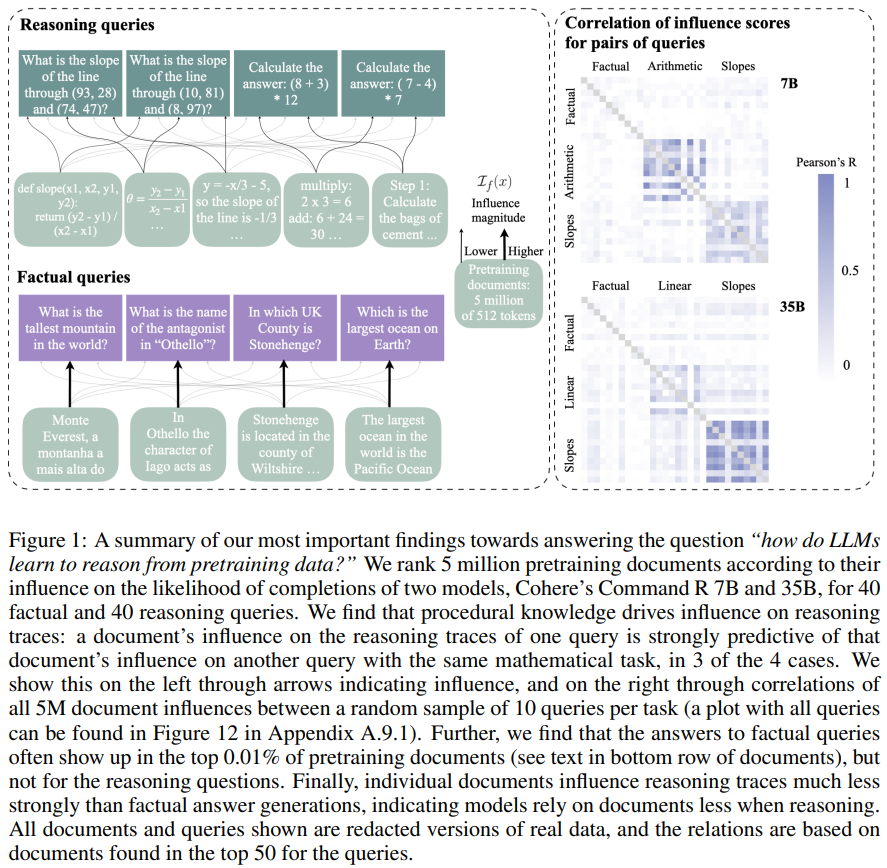 Reasoning queries
What is the slope
of the line
through (93, 28)
and (74, 47)?
What is the slope
of the line
through (10, 81)
and (8, 97)?
Calculate the
answer: (8 + 3)
* 12
Calculate the
answer: ( 7 - 4)
* 7
def slope(x1, x2, y1,
y2):
return (y2 - y1) /
(x2 - x1)
θ = y₂ − y₁ / x₂ − x1
…
y = -x/3 - 5,
so the slope of
the line is -1/3
…
multiply:
2 x 3 = 6
add: 6 + 24 =
30 …
Step 1:
Calculate
the bags of
cement ...
ℐf(x)
Influence
magnitude
Lower
Higher
Pretraining
documents:
5 million
of 512 tokens
Factual queries
What is the
tallest mountain
in the world?
What is the name
of the antagonist
in “Othello”?
In which UK
County is
Stonehenge?
Which is the
largest ocean on
Earth?
Monte
Everest, a
montanha a
mais alta do
In
Othello the
character of
Iago acts as
Stonehenge
is located in the
county of
Wiltshire …
The largest
ocean in the
world is the
Pacific Ocean
Correlation of influence scores
for pairs of queries
Factual Arithmetic Slopes
7B
Factual
Arithmetic
Slopes
Factual Linear Slopes
35B
Factual
Linear
Slopes
Pearson’s R
1
0.5
0
Figure 1: A summary of our most important findings towards answering the question “how do LLMs
learn to reason from pretraining data?” We rank 5 million pretraining documents according to their
influence on the likelihood of completions of two models, Cohere’s Command R 7B and 35B, for 40
factual and 40 reasoning queries. We find that procedural knowledge drives influence on reasoning
traces: a document’s influence on the reasoning traces of one query is strongly predictive of that
document’s influence on another query with the same mathematical task, in 3 of the 4 cases. We
show this on the left through arrows indicating influence, and on the right through correlations of
all 5M document influences between a random sample of 10 queries per task (a plot with all queries
can be found in Figure 12 in Appendix A.9.1). Further, we find that the answers to factual queries
often show up in the top 0.01% of pretraining documents (see text in bottom row of documents), but
not for the reasoning questions. Finally, individual documents influence reasoning traces much less
strongly than factual answer generations, indicating models rely on documents less when reasoning.
All documents and queries shown are redacted versions of real data, and the relations are based on
documents found in the top 50 for the queries.